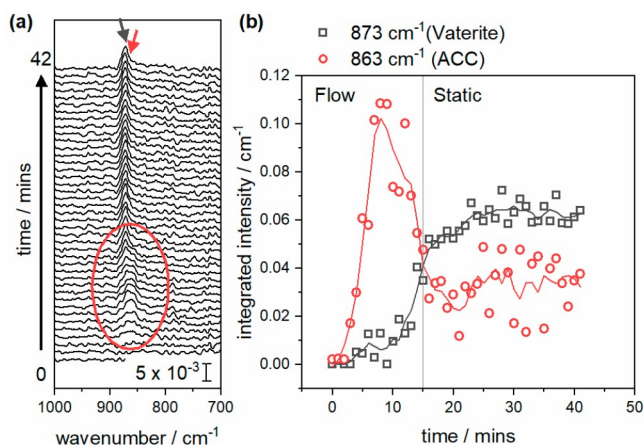 (a)
42
time / mins
0
5 x 10⁻³
1000 900 800 700
wavenumber / cm⁻¹
(b)
873 cm⁻¹(Vaterite)
863 cm⁻¹ (ACC)
Flow Static
integrated intensity / cm⁻¹
0.12
0.10
0.08
0.06
0.04
0.02
0.00
0 10 20 30 40 50
time / mins